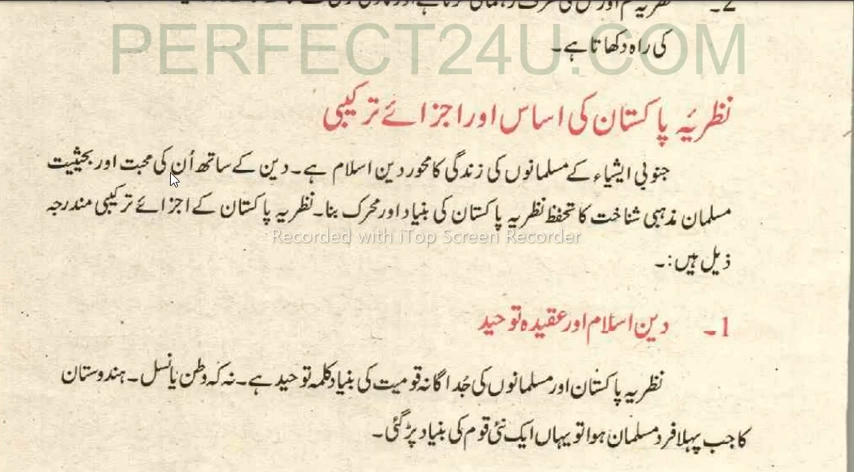 2۔ نظریہ
کی راہ دکھاتا ہے۔
PERFECT24U.COM
نظریۂ پاکستان کی اساس اور اجزائے ترکیبی
جنوبی ایشیاء کے مسلمانوں کی زندگی کا محور دین اسلام ہے۔ دین کے ساتھ اُن کی محبت اور بحیثیت
مسلمان مذہبی شناخت کا تحفظ نظریہ پاکستان کی بنیاد اور محرک بنا۔ نظریہ پاکستان کے اجزائے ترکیبی مندرجہ
Recorded with iTop Screen Recorder
ذیل ہیں:۔
1۔ دین اسلام اور عقیدہ توحید
نظریہ پاکستان اور مسلمانوں کی جُداگانہ قومیت کی بنیاد کلمہ توحید ہے۔ نہ کہ وطن یا نسل۔ ہندوستان
کا جب پہلا فرد مسلمان ہوا تو یہاں ایک نئی قوم کی بنیاد پڑ گئی۔